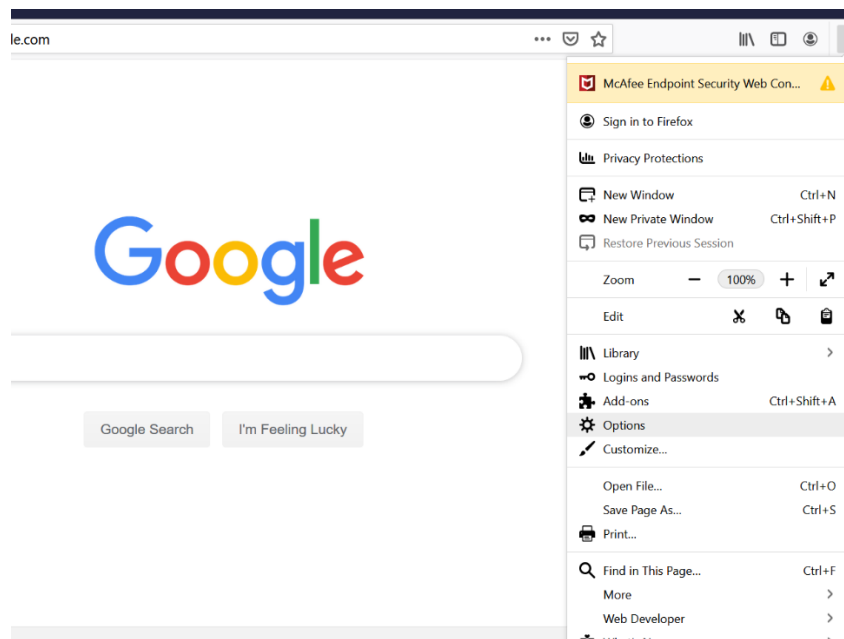 le.com
McAfee Endpoint Security Web Con...
Sign in to Firefox
Privacy Protections
New Window Ctrl+N
New Private Window Ctrl+Shift+P
Restore Previous Session
Zoom 100%
Edit
Google
Library
Logins and Passwords
Add-ons Ctrl+Shift+A
Google Search I'm Feeling Lucky
Options
Customize...
Open File... Ctrl+O
Save Page As... Ctrl+S
Print...
Find in This Page... Ctrl+F
More
Web Developer